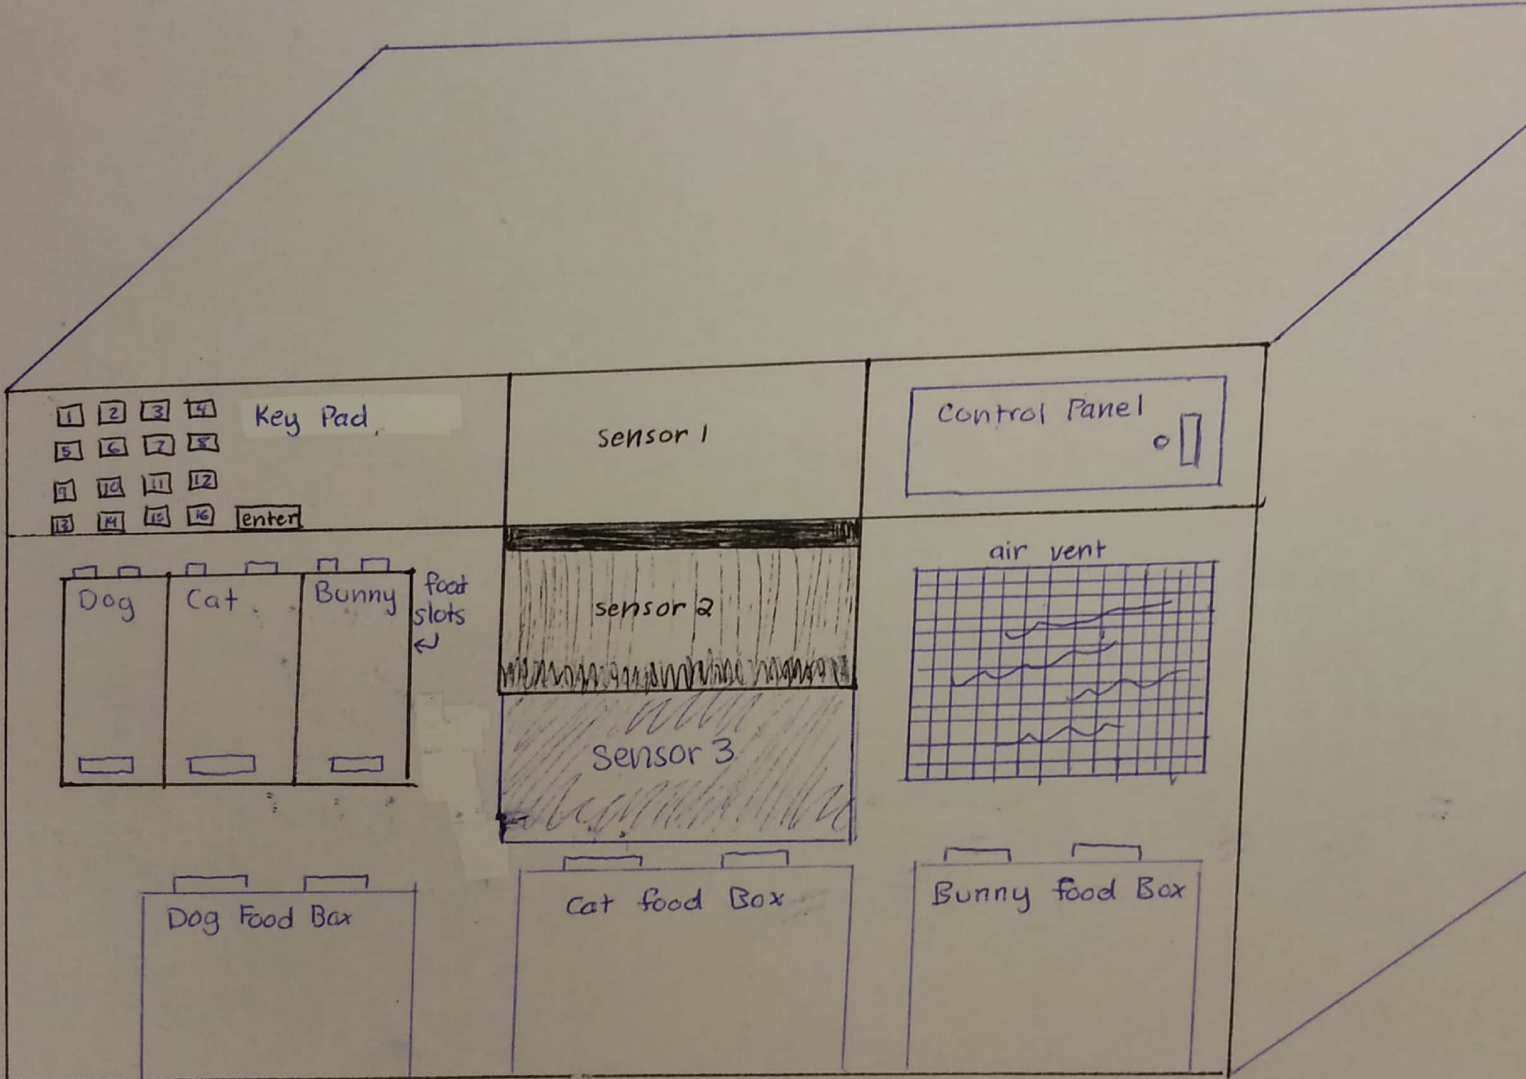 1 2 3 4 Key Pad
5 6 7 8
9 10 11 12
13 14 15 16 enter
sensor 1
Control Panel
Dog
Cat
Bunny
food
slots
sensor 2
sensor 3
air vent
Dog Food Box
Cat food Box
Bunny food Box